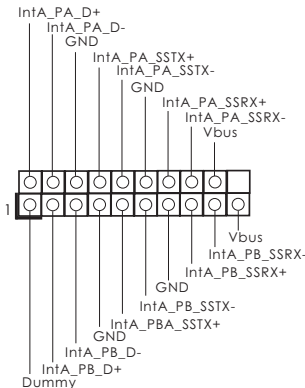 IntA_PA_D+
IntA_PA_D-
GND
IntA_PA_SSTX+
IntA_PA_SSTX-
GND
IntA_PA_SSRX+
IntA_PA_SSRX-
Vbus
1
Vbus
IntA_PB_SSRX-
IntA_PB_SSRX+
GND
IntA_PB_SSTX-
IntA_PBA_SSTX+
GND
IntA_PB_D-
IntA_PB_D+
Dummy